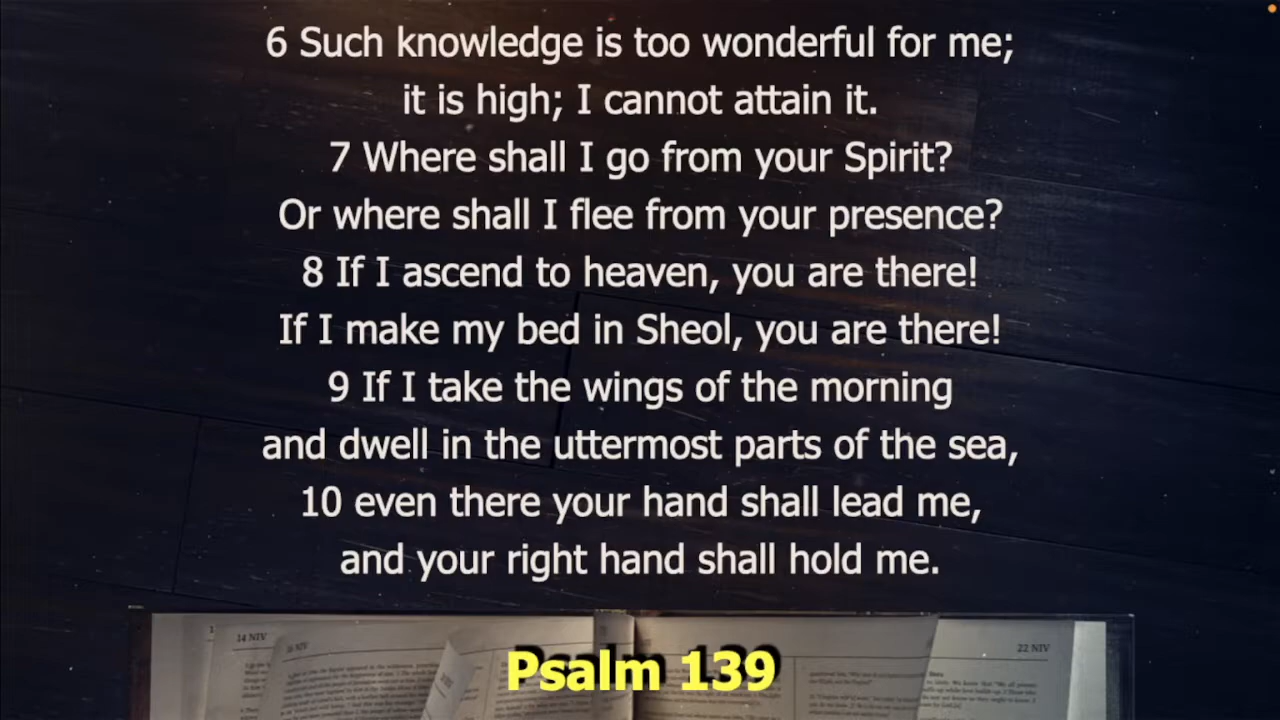 6 Such knowledge is too wonderful for me;
it is high; I cannot attain it.
7 Where shall I go from your Spirit?
Or where shall I flee from your presence?
8 If I ascend to heaven, you are there!
If I make my bed in Sheol, you are there!
9 If I take the wings of the morning
and dwell in the uttermost parts of the sea,
10 even there your hand shall lead me,
and your right hand shall hold me.
14 NIV
22 NIV
Psalm 139